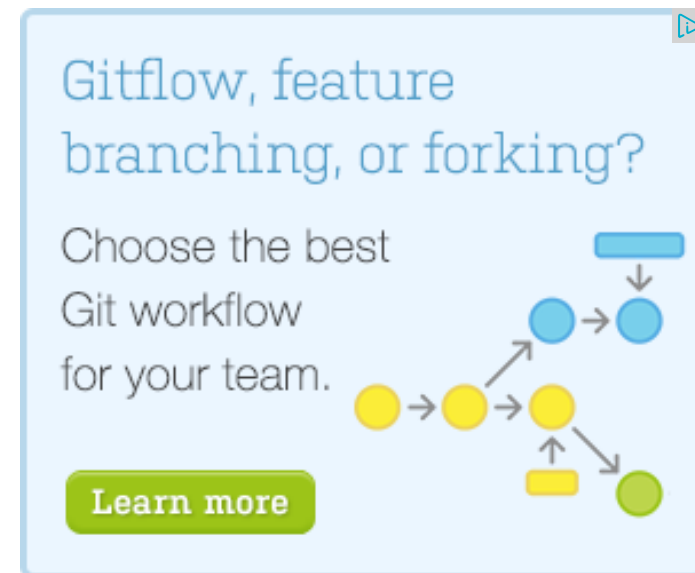 Gitflow, feature
branching, or forking?
Choose the best
Git workflow
for your team.
Learn more